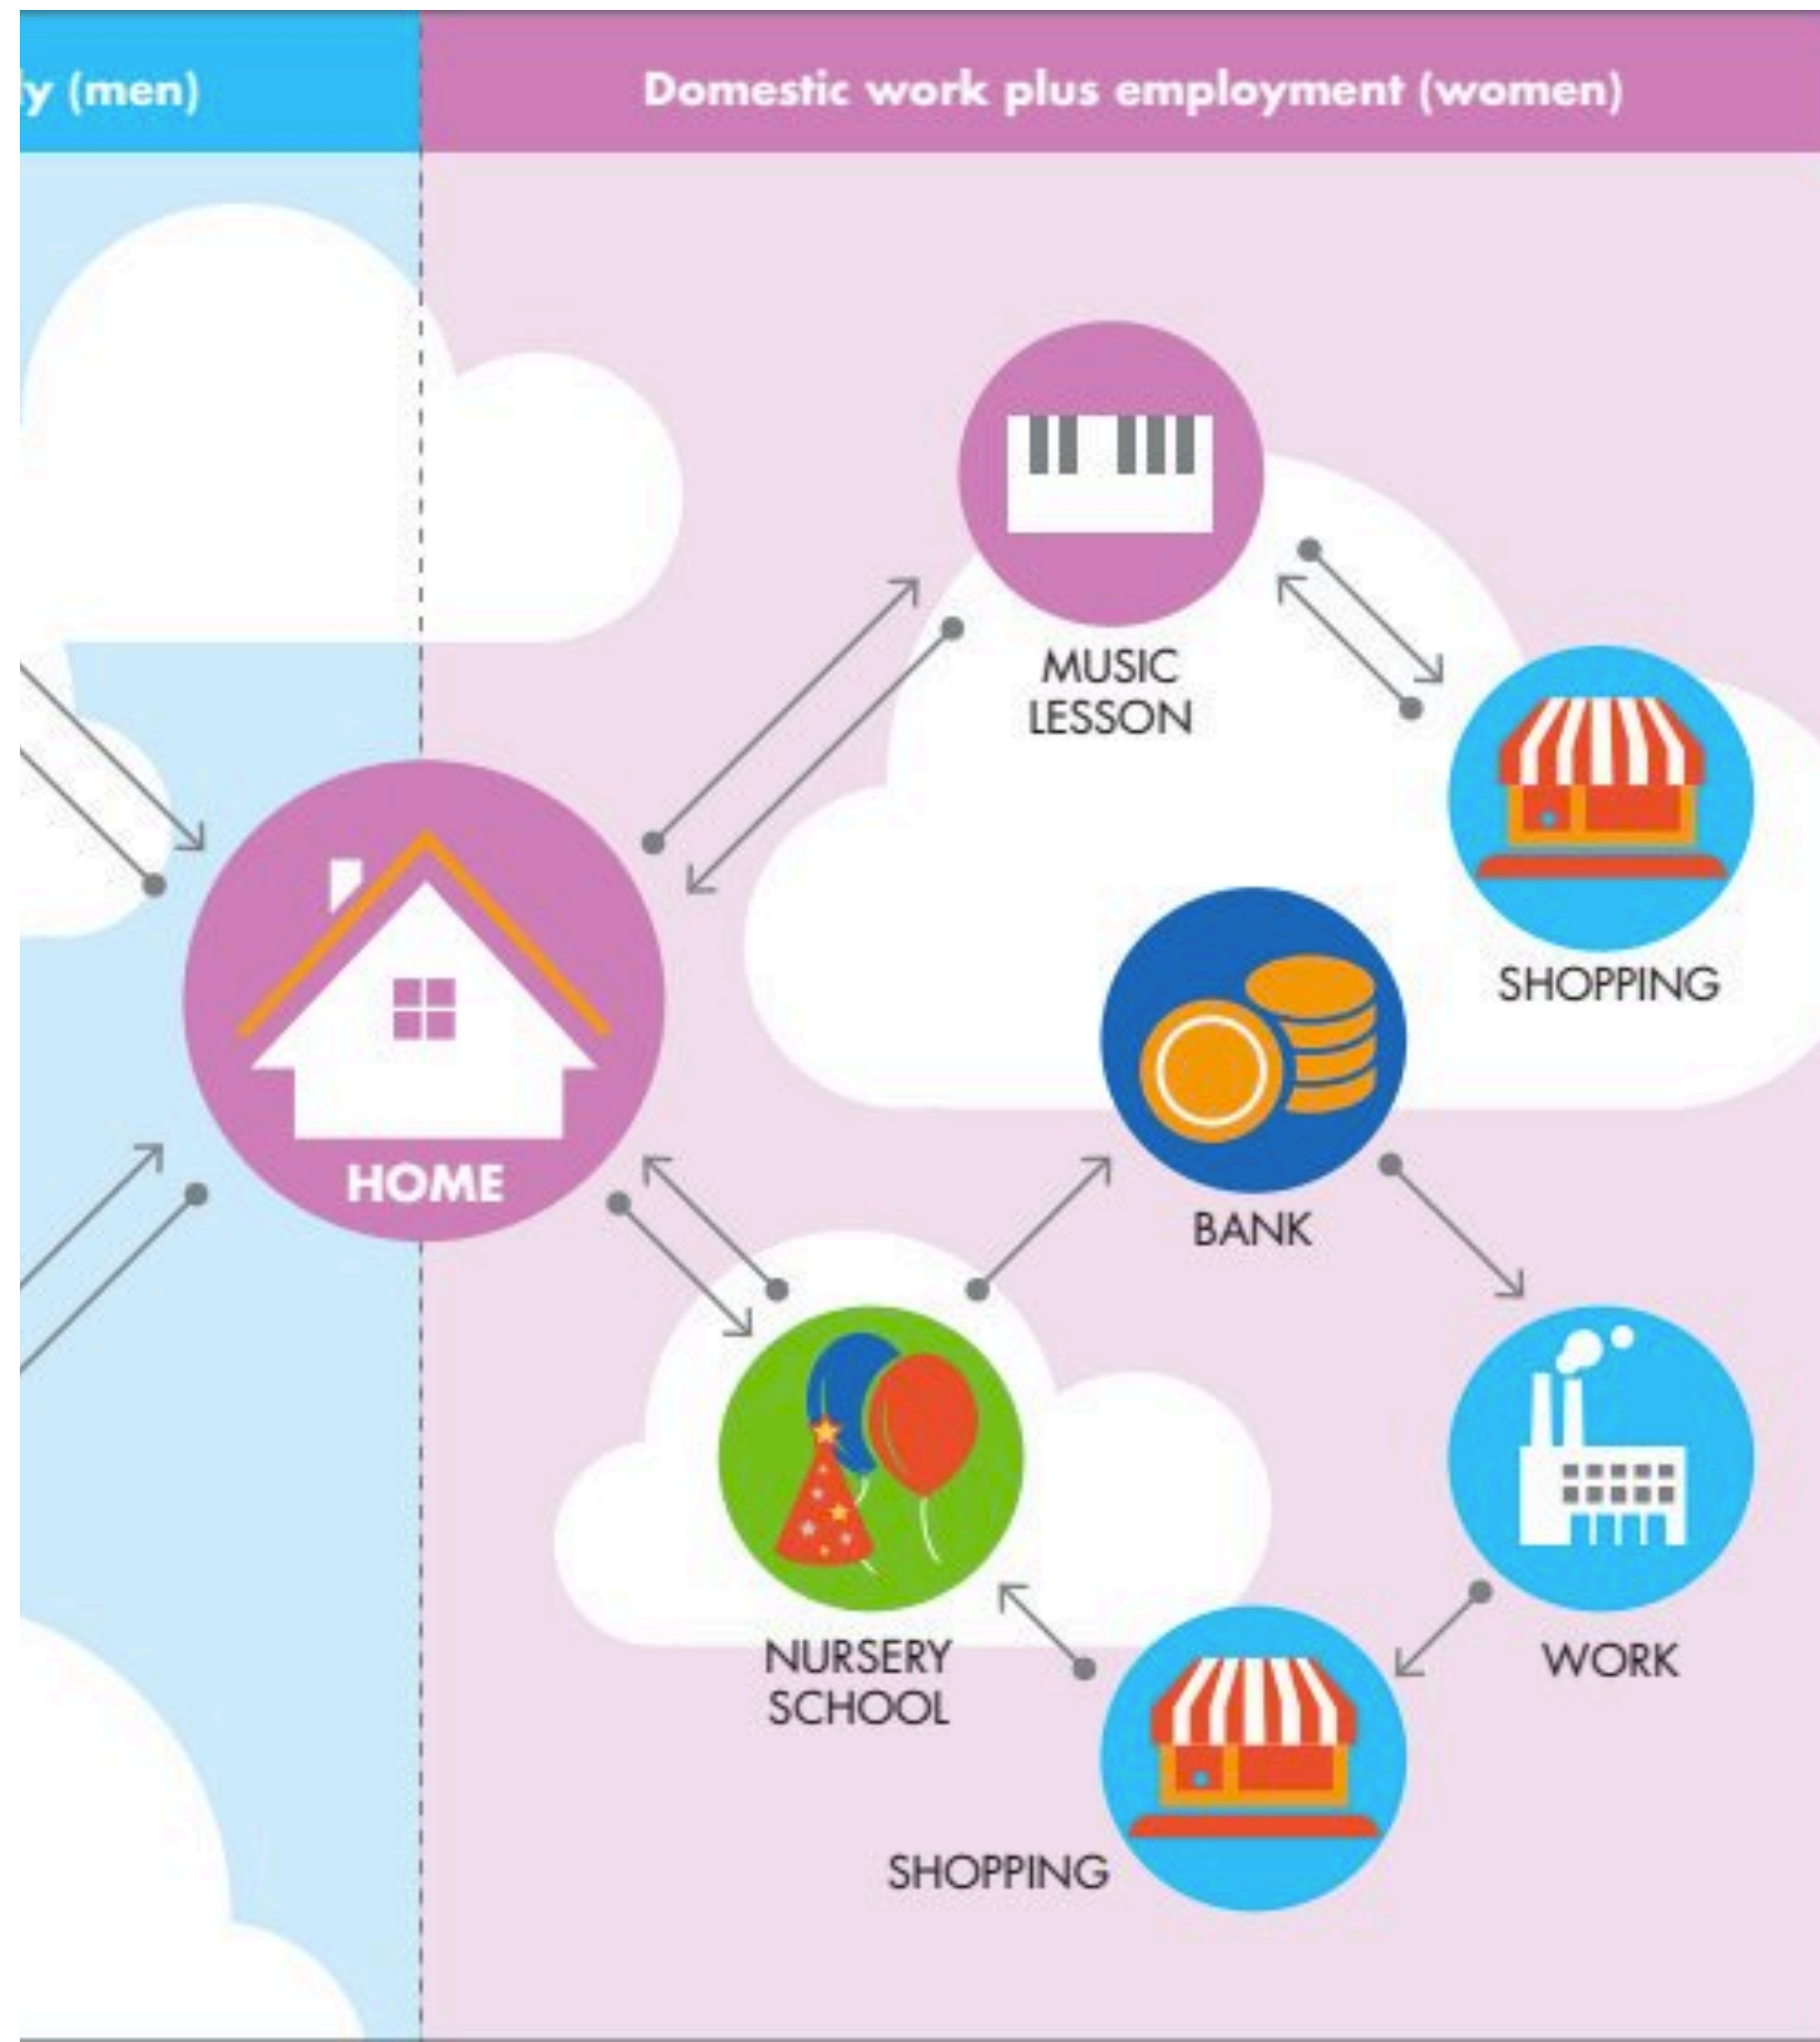 y (men)
Domestic work plus employment (women)
MUSIC
LESSON
SHOPPING
HOME
BANK
NURSERY
SCHOOL
WORK
SHOPPING